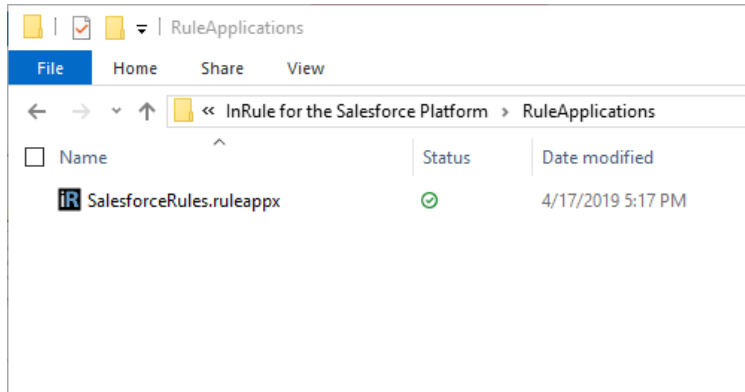 RuleApplications
File Home Share View
« InRule for the Salesforce Platform > RuleApplications
Name Status Date modified
iR SalesforceRules.ruleappx 4/17/2019 5:17 PM